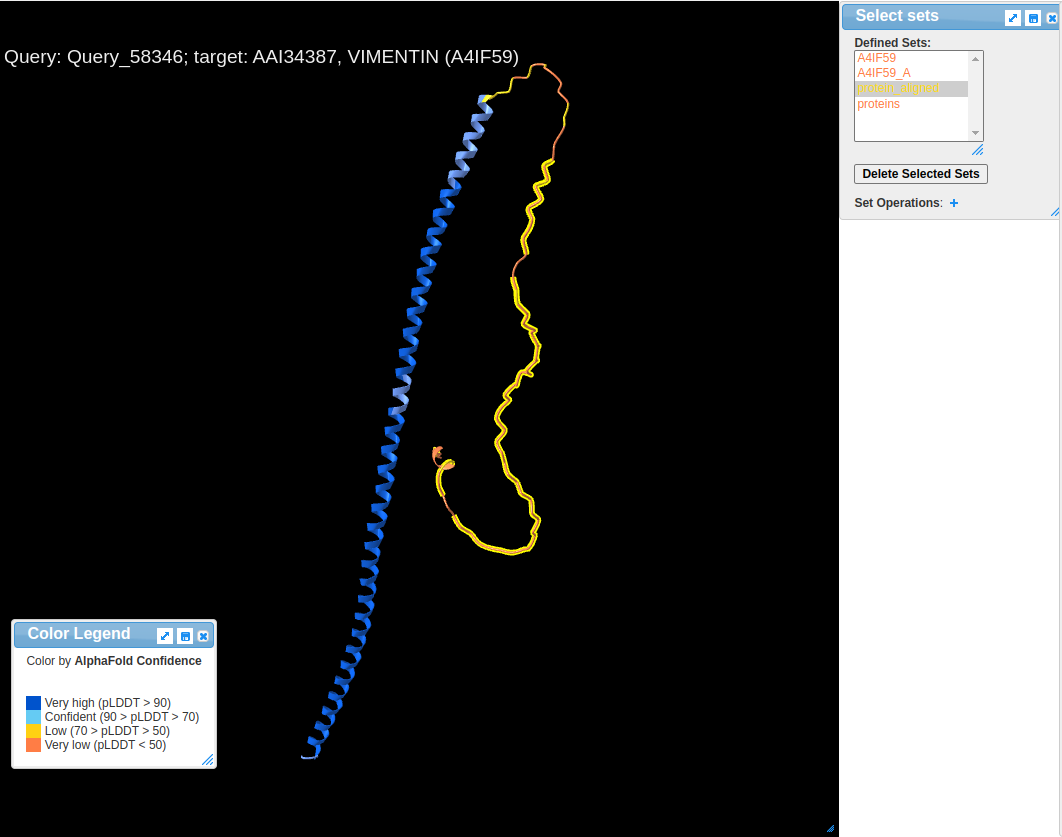 Select sets
Defined Sets:
A4IF59
A4IF59_A
protein_aligned
proteins
Delete Selected Sets
Set Operations: +
Query: Query_58346; target: AAI34387, VIMENTIN (A4IF59)
Color Legend
Color by AlphaFold Confidence
Very high (pLDDT > 90)
Confident (90 > pLDDT > 70)
Low (70 > pLDDT > 50)
Very low (pLDDT < 50)